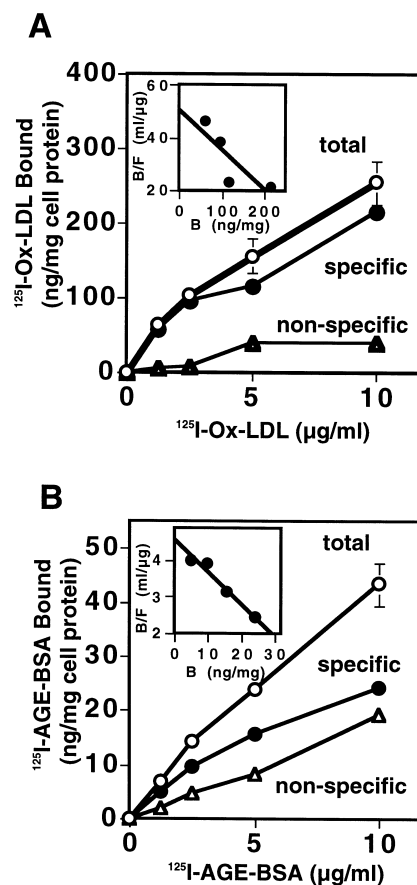 A
400
300
200
100
0
¹²⁵I-Ox-LDL Bound
(ng/mg cell protein)
60
40
20
B/F (ml/µg)
0 100 200
B (ng/mg)
total
specific
non-specific
0 5 10
¹²⁵I-Ox-LDL (µg/ml)
B
50
40
30
20
10
0
¹²⁵I-AGE-BSA Bound
(ng/mg cell protein)
4
3
2
B/F (ml/µg)
0 10 20 30
B (ng/mg)
total
specific
non-specific
0 5 10
¹²⁵I-AGE-BSA (µg/ml)